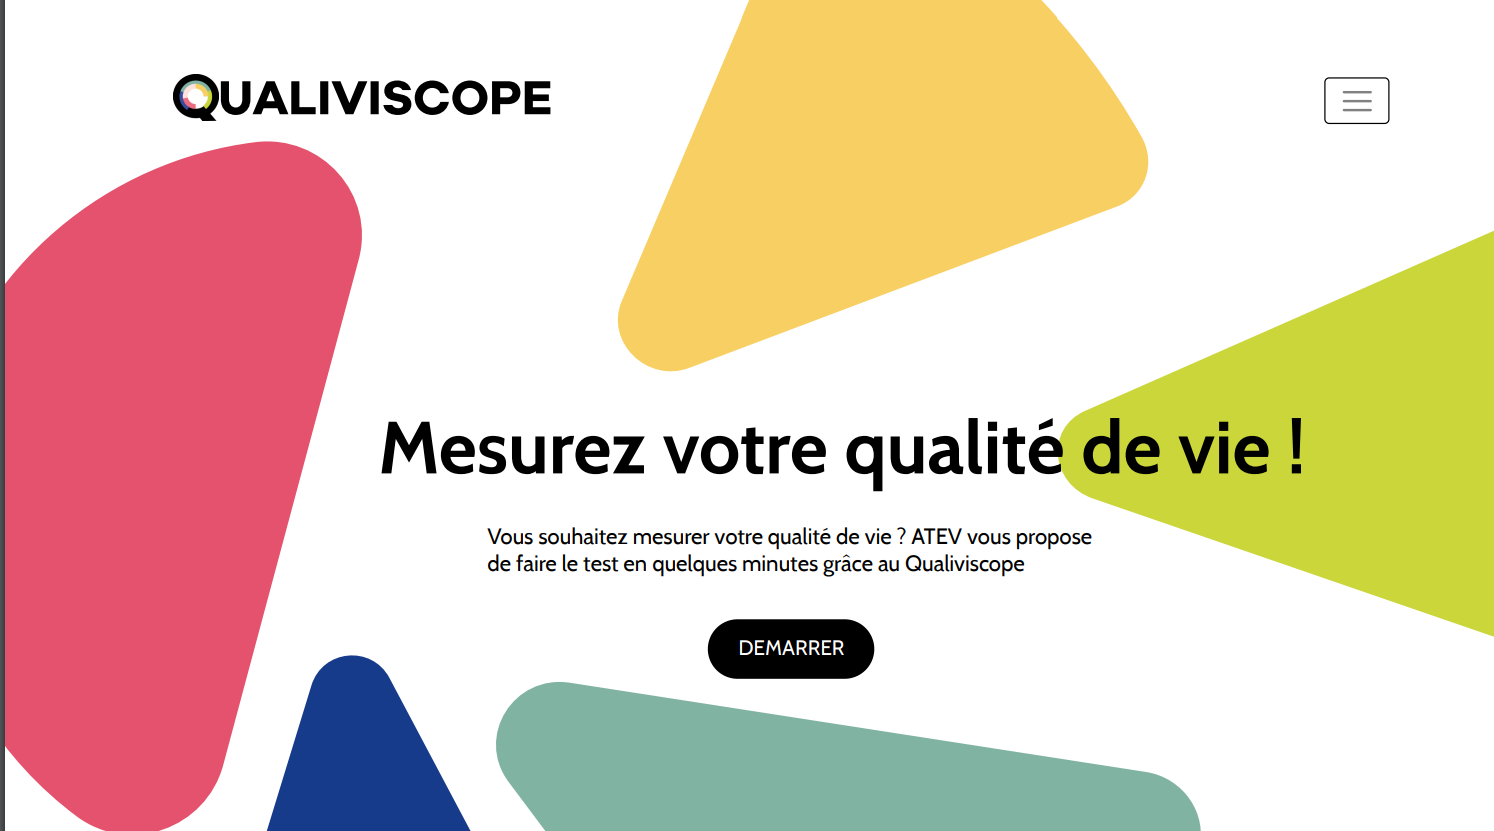 QUALIVISCOPE
Mesurez votre qualité de vie !
Vous souhaitez mesurer votre qualité de vie ? ATEV vous propose
de faire le test en quelques minutes grâce au Qualiviscope
DEMARRER